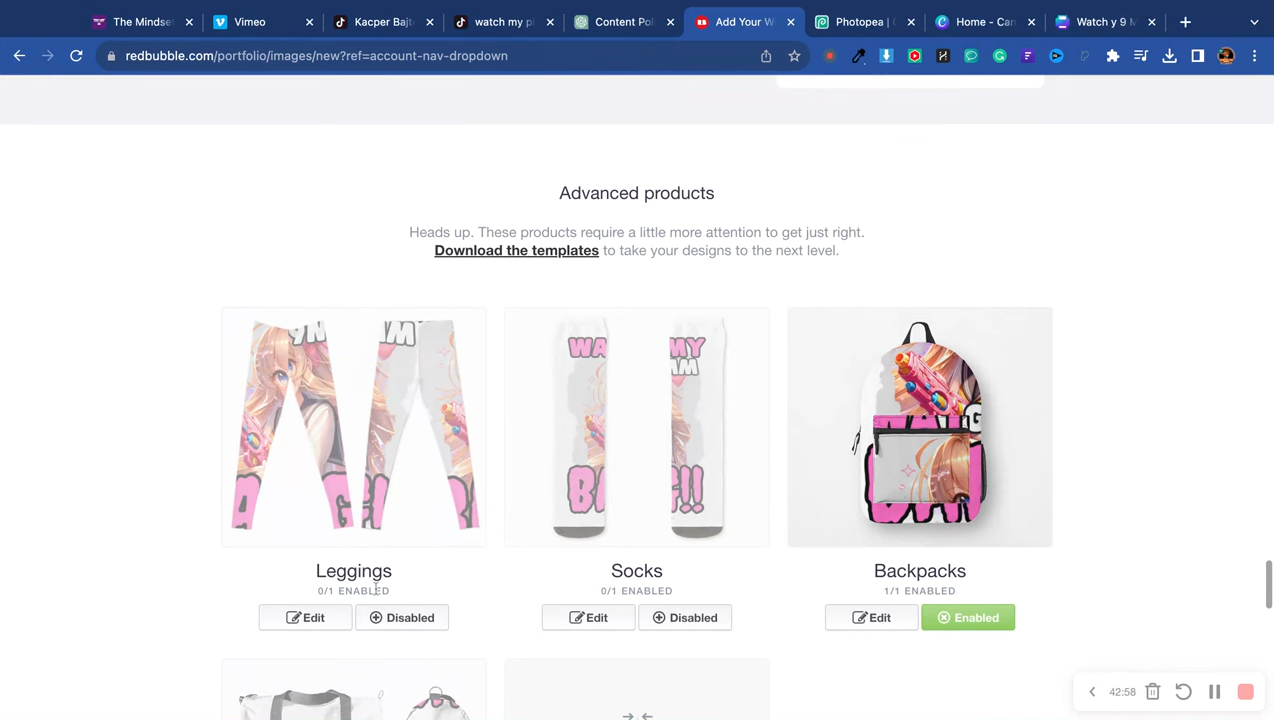 The Mindset
Vimeo
Kacper Bajt
watch my pi
Content Poli
Add Your W
Photopea | O
Home - Can
Watch y 9 M
redbubble.com/portfolio/images/new?ref=account-nav-dropdown
Advanced products
Heads up. These products require a little more attention to get just right.
Download the templates to take your designs to the next level.
Leggings
0/1 ENABLED
Edit
Disabled
Socks
0/1 ENABLED
Edit
Disabled
Backpacks
1/1 ENABLED
Edit
Enabled
42:58